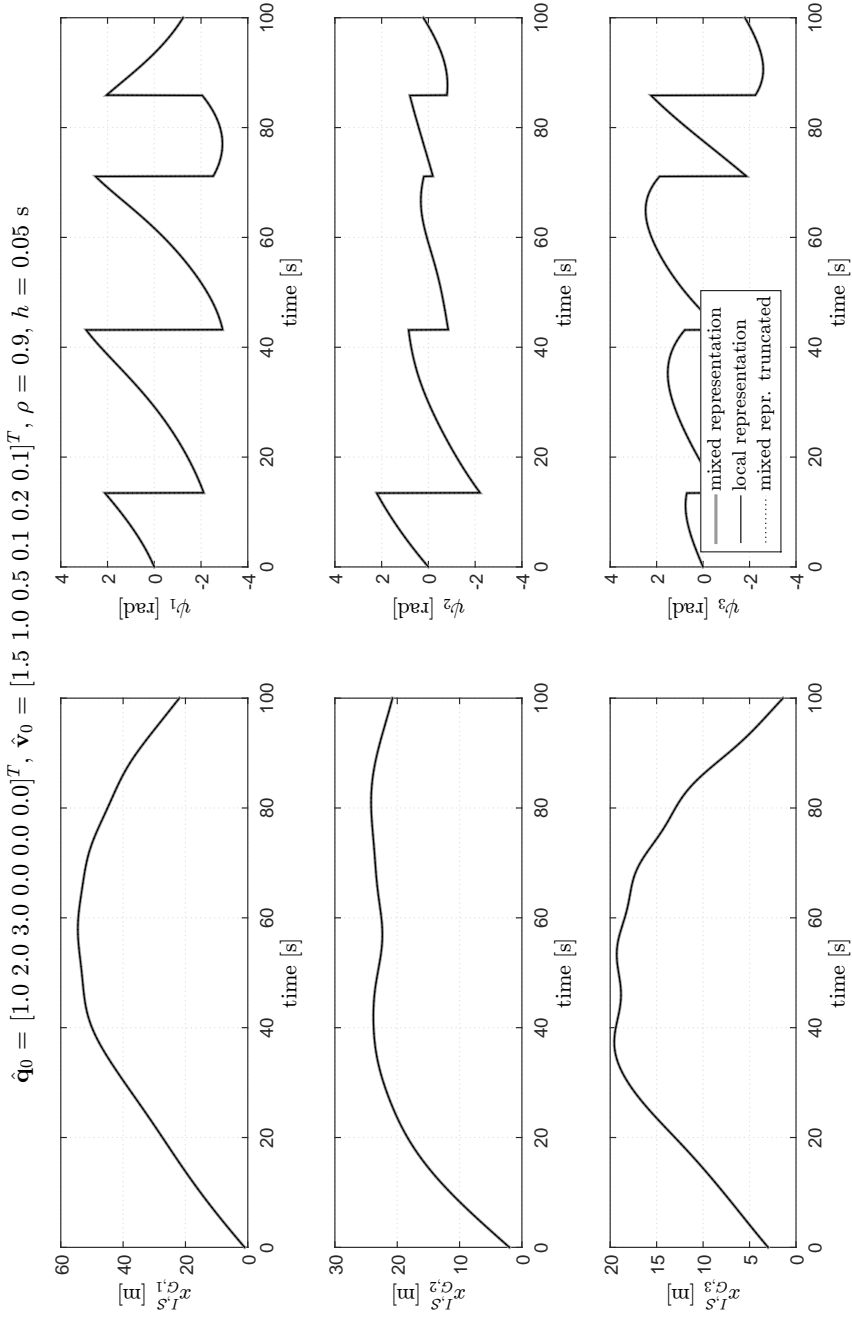 q̂₀ = [1.0 2.0 3.0 0.0 0.0 0.0]ᵀ, v̂₀ = [1.5 1.0 0.5 0.1 0.2 0.1]ᵀ, ρ = 0.9, h = 0.05 s
60
40
20
0
x^{I,S}_{G,1} [m]
0 20 40 60 80 100
time [s]
4
2
0
-2
-4
ψ₁ [rad]
0 20 40 60 80 100
time [s]
30
20
10
0
x^{I,S}_{G,2} [m]
0 20 40 60 80 100
time [s]
4
2
0
-2
-4
ψ₂ [rad]
0 20 40 60 80 100
time [s]
20
15
10
5
0
x^{I,S}_{G,3} [m]
0 20 40 60 80 100
time [s]
4
2
0
-2
-4
ψ₃ [rad]
0 20 40 60 80 100
time [s]
mixed representation
local representation
mixed repr. truncated